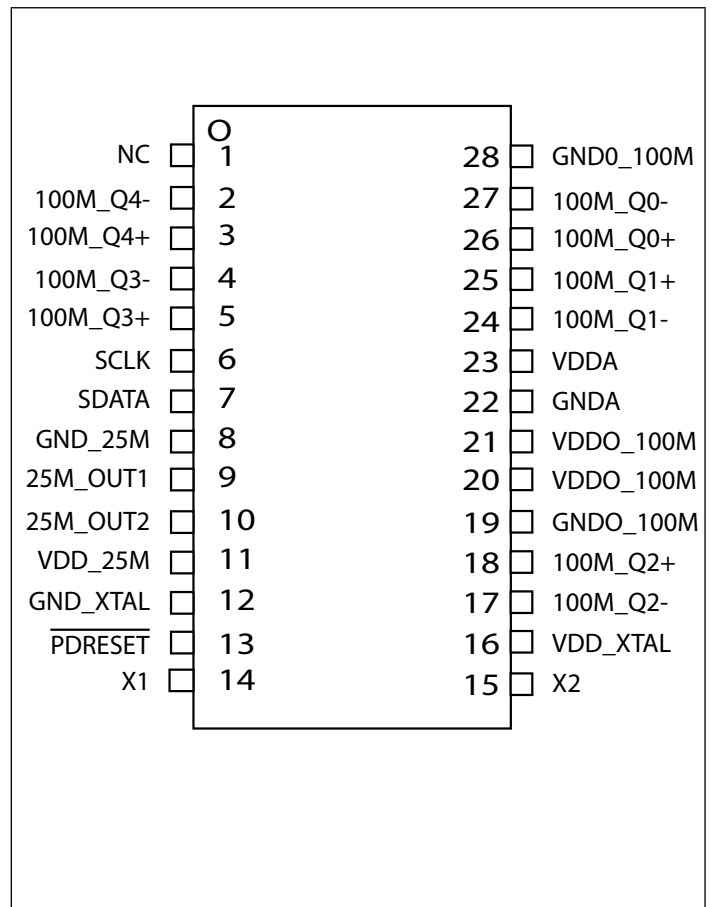 O
NC 1 28 GND0_100M
100M_Q4- 2 27 100M_Q0-
100M_Q4+ 3 26 100M_Q0+
100M_Q3- 4 25 100M_Q1+
100M_Q3+ 5 24 100M_Q1-
SCLK 6 23 VDDA
SDATA 7 22 GNDA
GND_25M 8 21 VDDO_100M
25M_OUT1 9 20 VDDO_100M
25M_OUT2 10 19 GNDO_100M
VDD_25M 11 18 100M_Q2+
GND_XTAL 12 17 100M_Q2-
PDRESET 13 16 VDD_XTAL
X1 14 15 X2